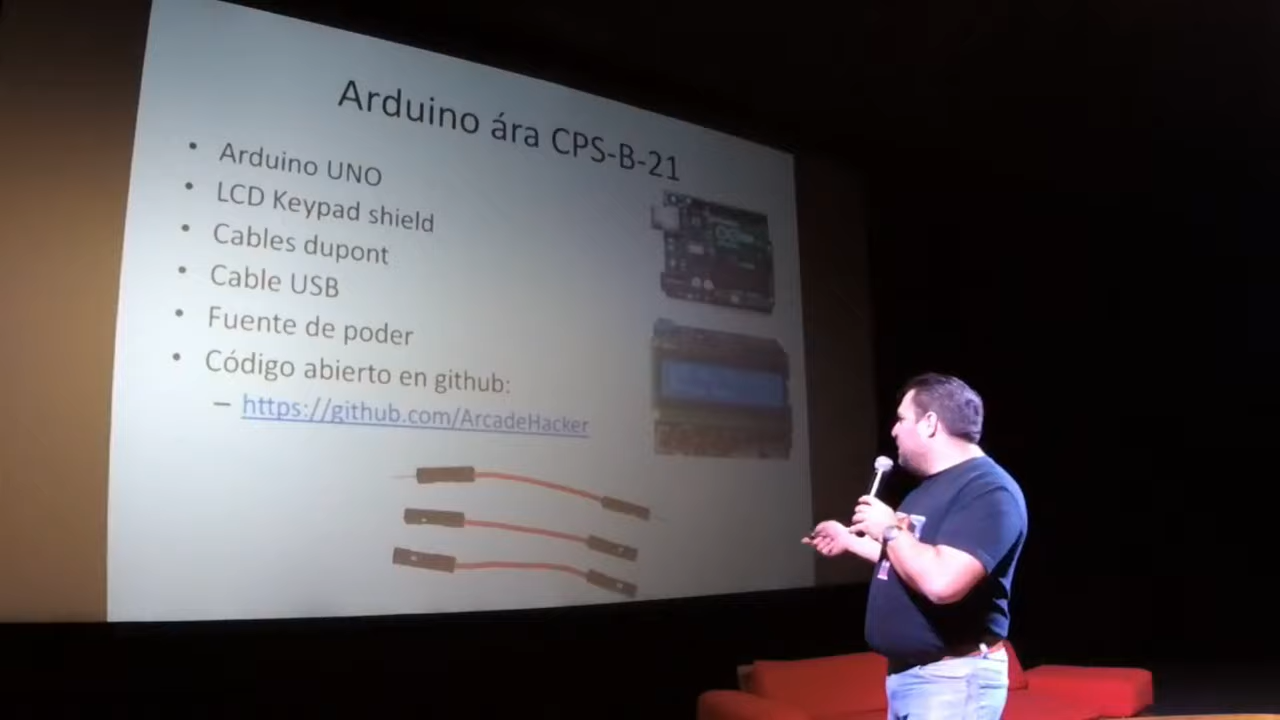 Arduino ára CPS-B-21
• Arduino UNO
• LCD Keypad shield
• Cables dupont
• Cable USB
• Fuente de poder
• Código abierto en github:
– https://github.com/ArcadeHacker